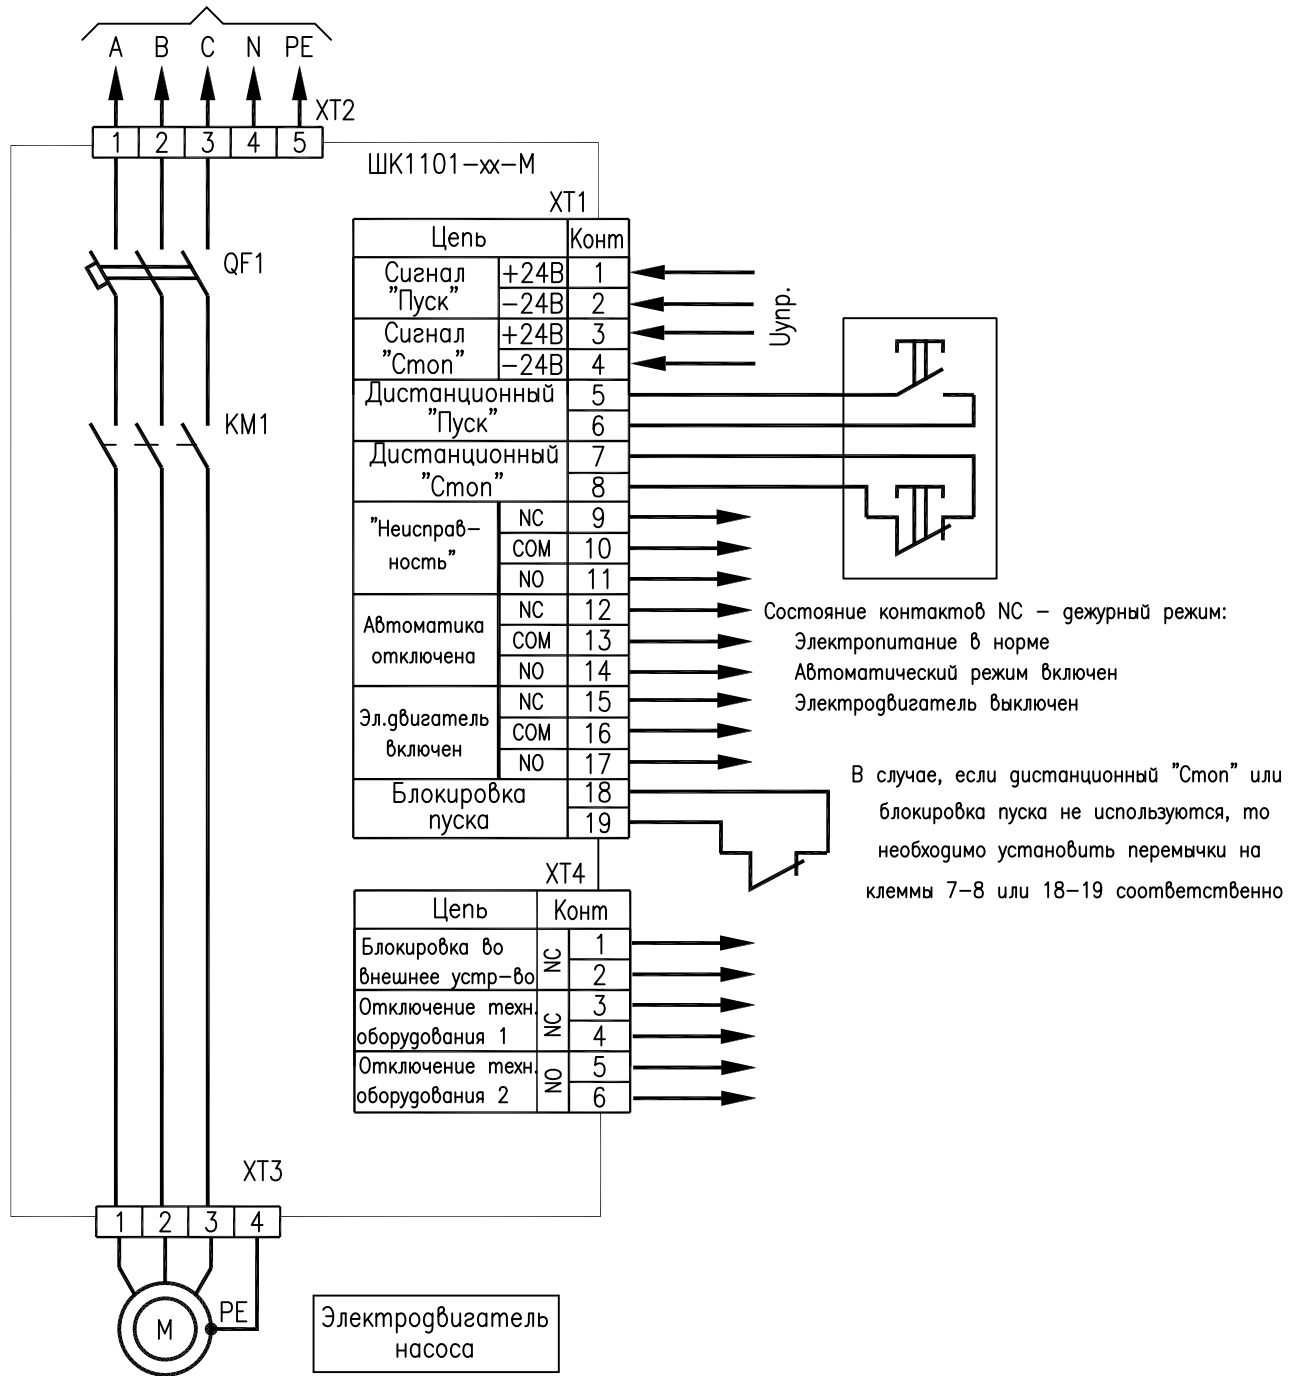 A B C N PE
XT2
1 2 3 4 5
ШК1101-xx-М
XT1
Цепь Конт
Сигнал "Пуск" +24В 1
-24В 2
Сигнал "Стоп" +24В 3
-24В 4
Uупр.
Дистанционный "Пуск" 5
6
Дистанционный "Стоп" 7
8
"Неисправ-
ность"
NC 9
COM 10
NO 11
Автоматика
отключена
NC 12
COM 13
NO 14
Эл.двигатель
включен
NC 15
COM 16
NO 17
Блокировка
пуска
18
19
QF1
KM1
Состояние контактов NC - дежурный режим:
Электропитание в норме
Автоматический режим включен
Электродвигатель выключен
В случае, если дистанционный "Стоп" или
блокировка пуска не используются, то
необходимо установить перемычки на
клеммы 7-8 или 18-19 соответственно
XT4
Цепь Конт
Блокировка во
внешнее устр-во
NC
1
2
Отключение техн.
оборудования 1
NC
3
4
Отключение техн.
оборудования 2
NO
5
6
XT3
1 2 3 4
M
PE
Электродвигатель
насоса